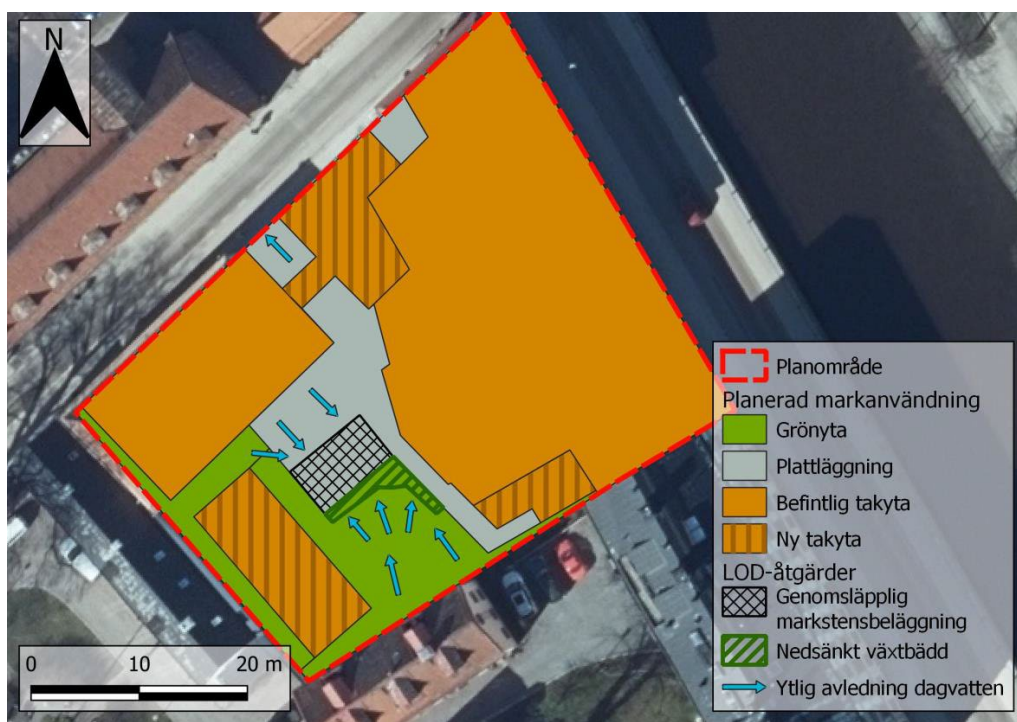 N
Planområde
Planerad markanvändning
Grönyta
Plattläggning
Befintlig takyta
Ny takyta
LOD-åtgärder
Genomsläpplig
markstensbeläggning
Nedsänkt växtbädd
Ytlig avledning dagvatten
0 10 20 m